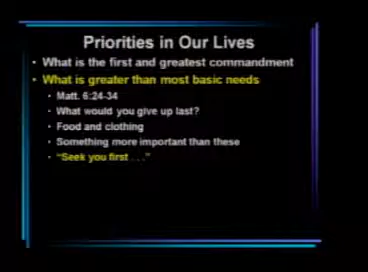 Priorities in Our Lives
• What is the first and greatest commandment
• What is greater than most basic needs
• Matt. 6:24-34
• What would you give up last?
• Food and clothing
• Something more important than these
• "Seek you first . . ."